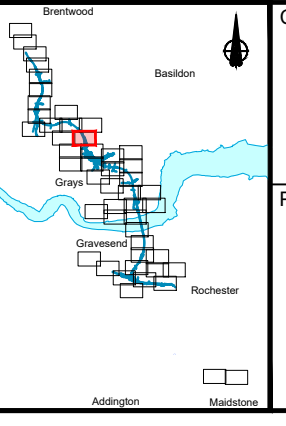 Brentwood
Basildon
Grays
Gravesend
Rochester
Addington
Maidstone